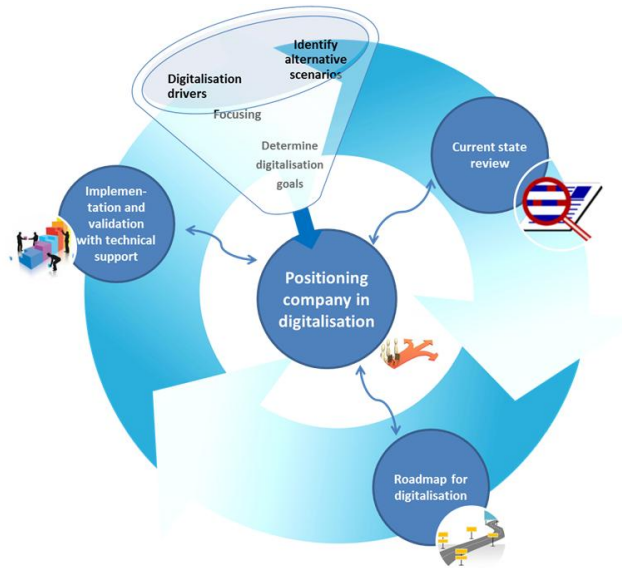 Identify
alternative
scenarios
Digitalisation
drivers
Focusing
Determine
digitalisation
goals
Current state
review
Implemen-
tation and
validation
with technical
support
Positioning
company in
digitalisation
Roadmap for
digitalisation